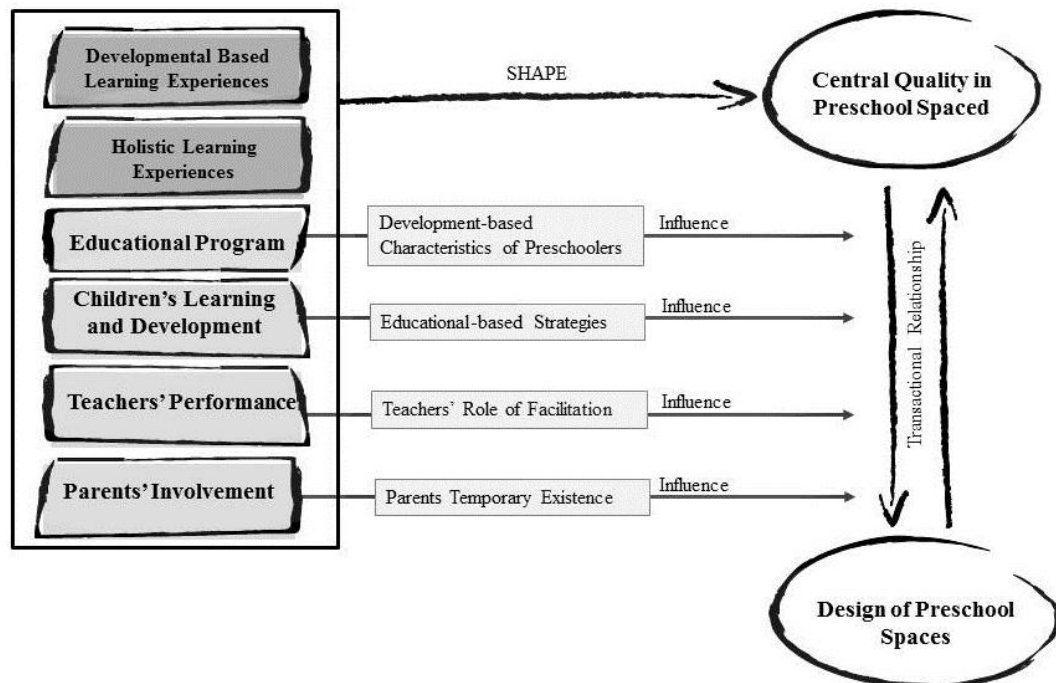 Developmental Based
Learning Experiences
SHAPE
Central Quality in
Preschool Spaced
Holistic Learning
Experiences
Educational Program
Development-based
Characteristics of Preschoolers
Influence
Children's Learning
and Development
Educational-based Strategies
Influence
Teachers' Performance
Teachers' Role of Facilitation
Influence
Parents' Involvement
Parents Temporary Existence
Influence
Transactional Relationship
Design of Preschool
Spaces